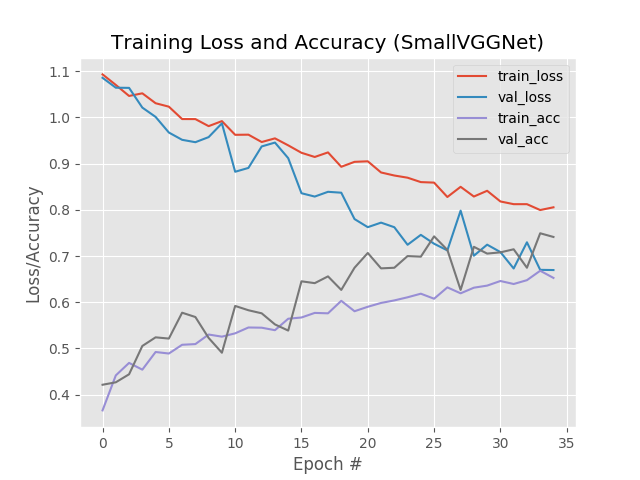 Training Loss and Accuracy (SmallVGGNet)
1.1
1.0
0.9
0.8
0.7
0.6
0.5
0.4
Loss/Accuracy
train_loss
val_loss
train_acc
val_acc
0 5 10 15 20 25 30 35
Epoch #